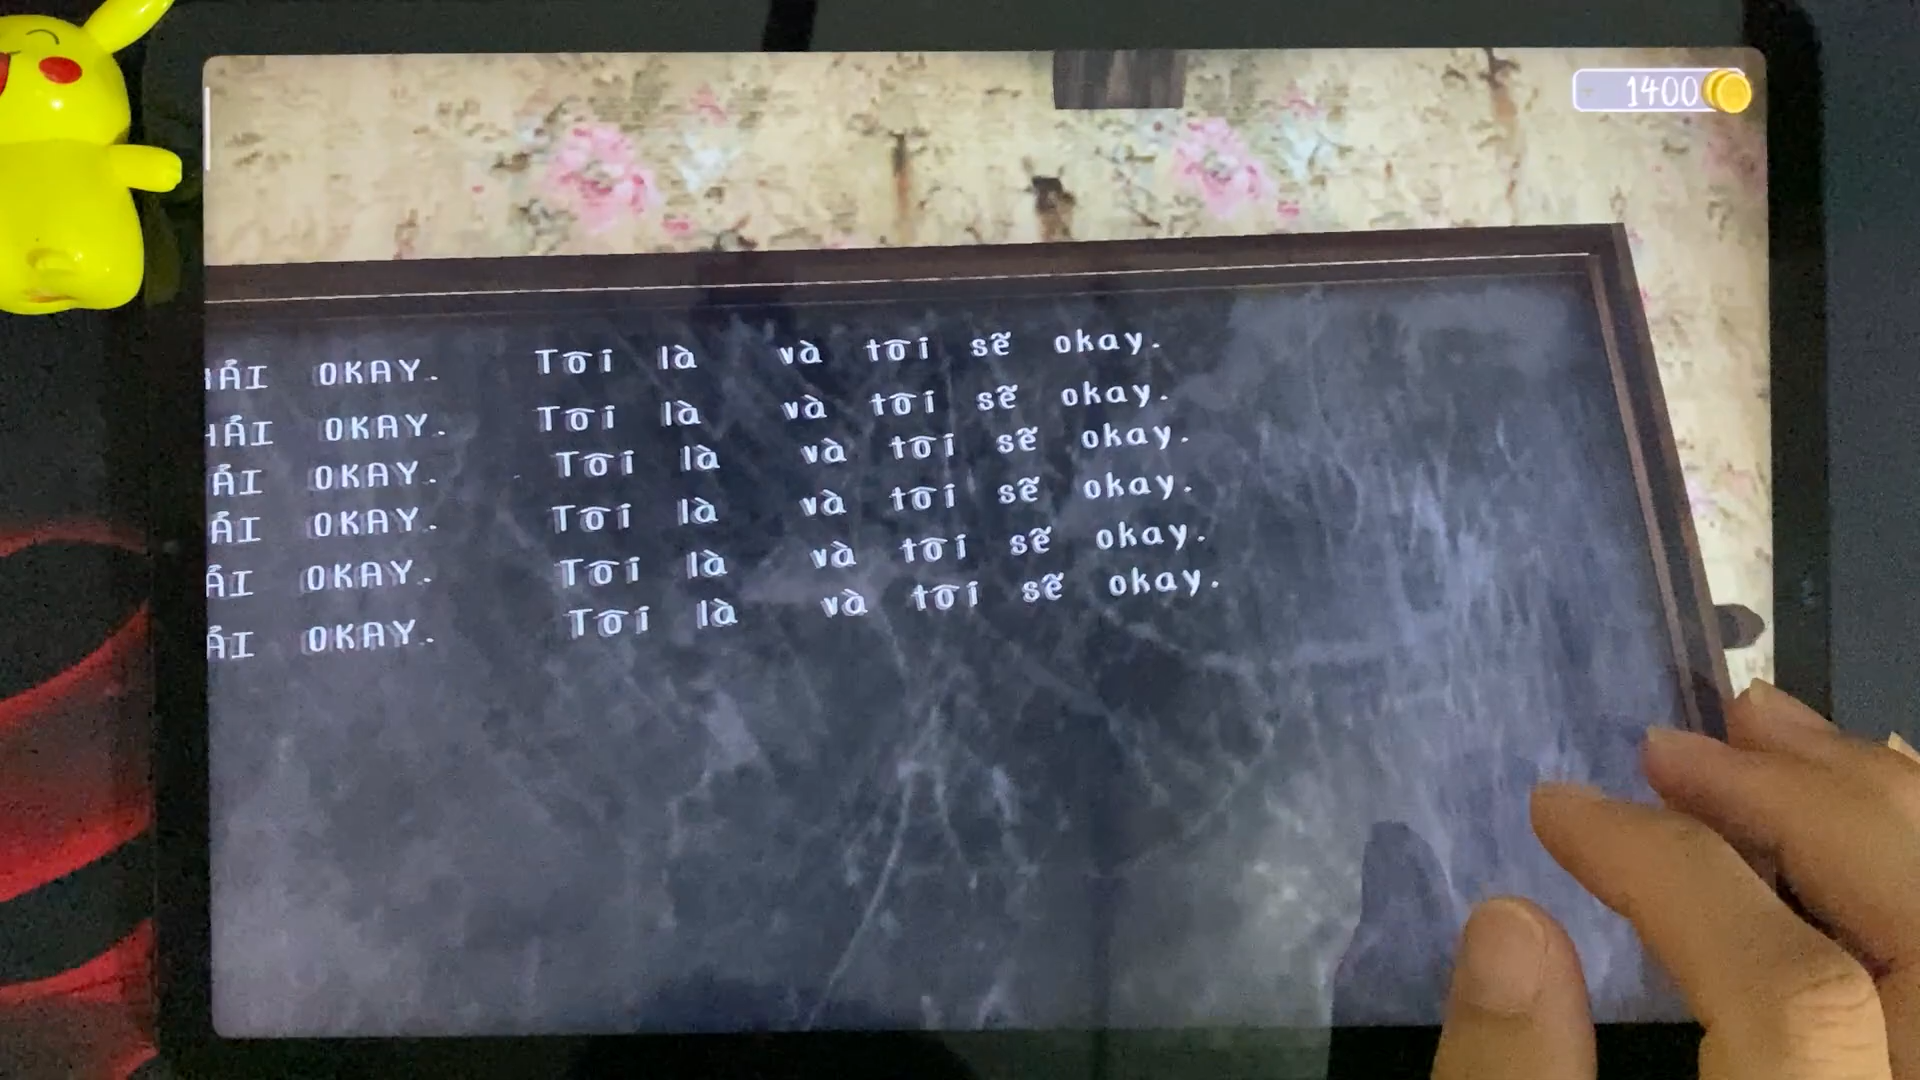 1400
ẢI OKAY. Tôi là và tôi sẽ okay.
HẢI OKAY. Tôi là và tôi sẽ okay.
ẢI OKAY. Tôi là và tôi sẽ okay.
ẢI OKAY. Tôi là và tôi sẽ okay.
ẢI OKAY. Tôi là và tôi sẽ okay.
ẢI OKAY. Tôi là và tôi sẽ okay.